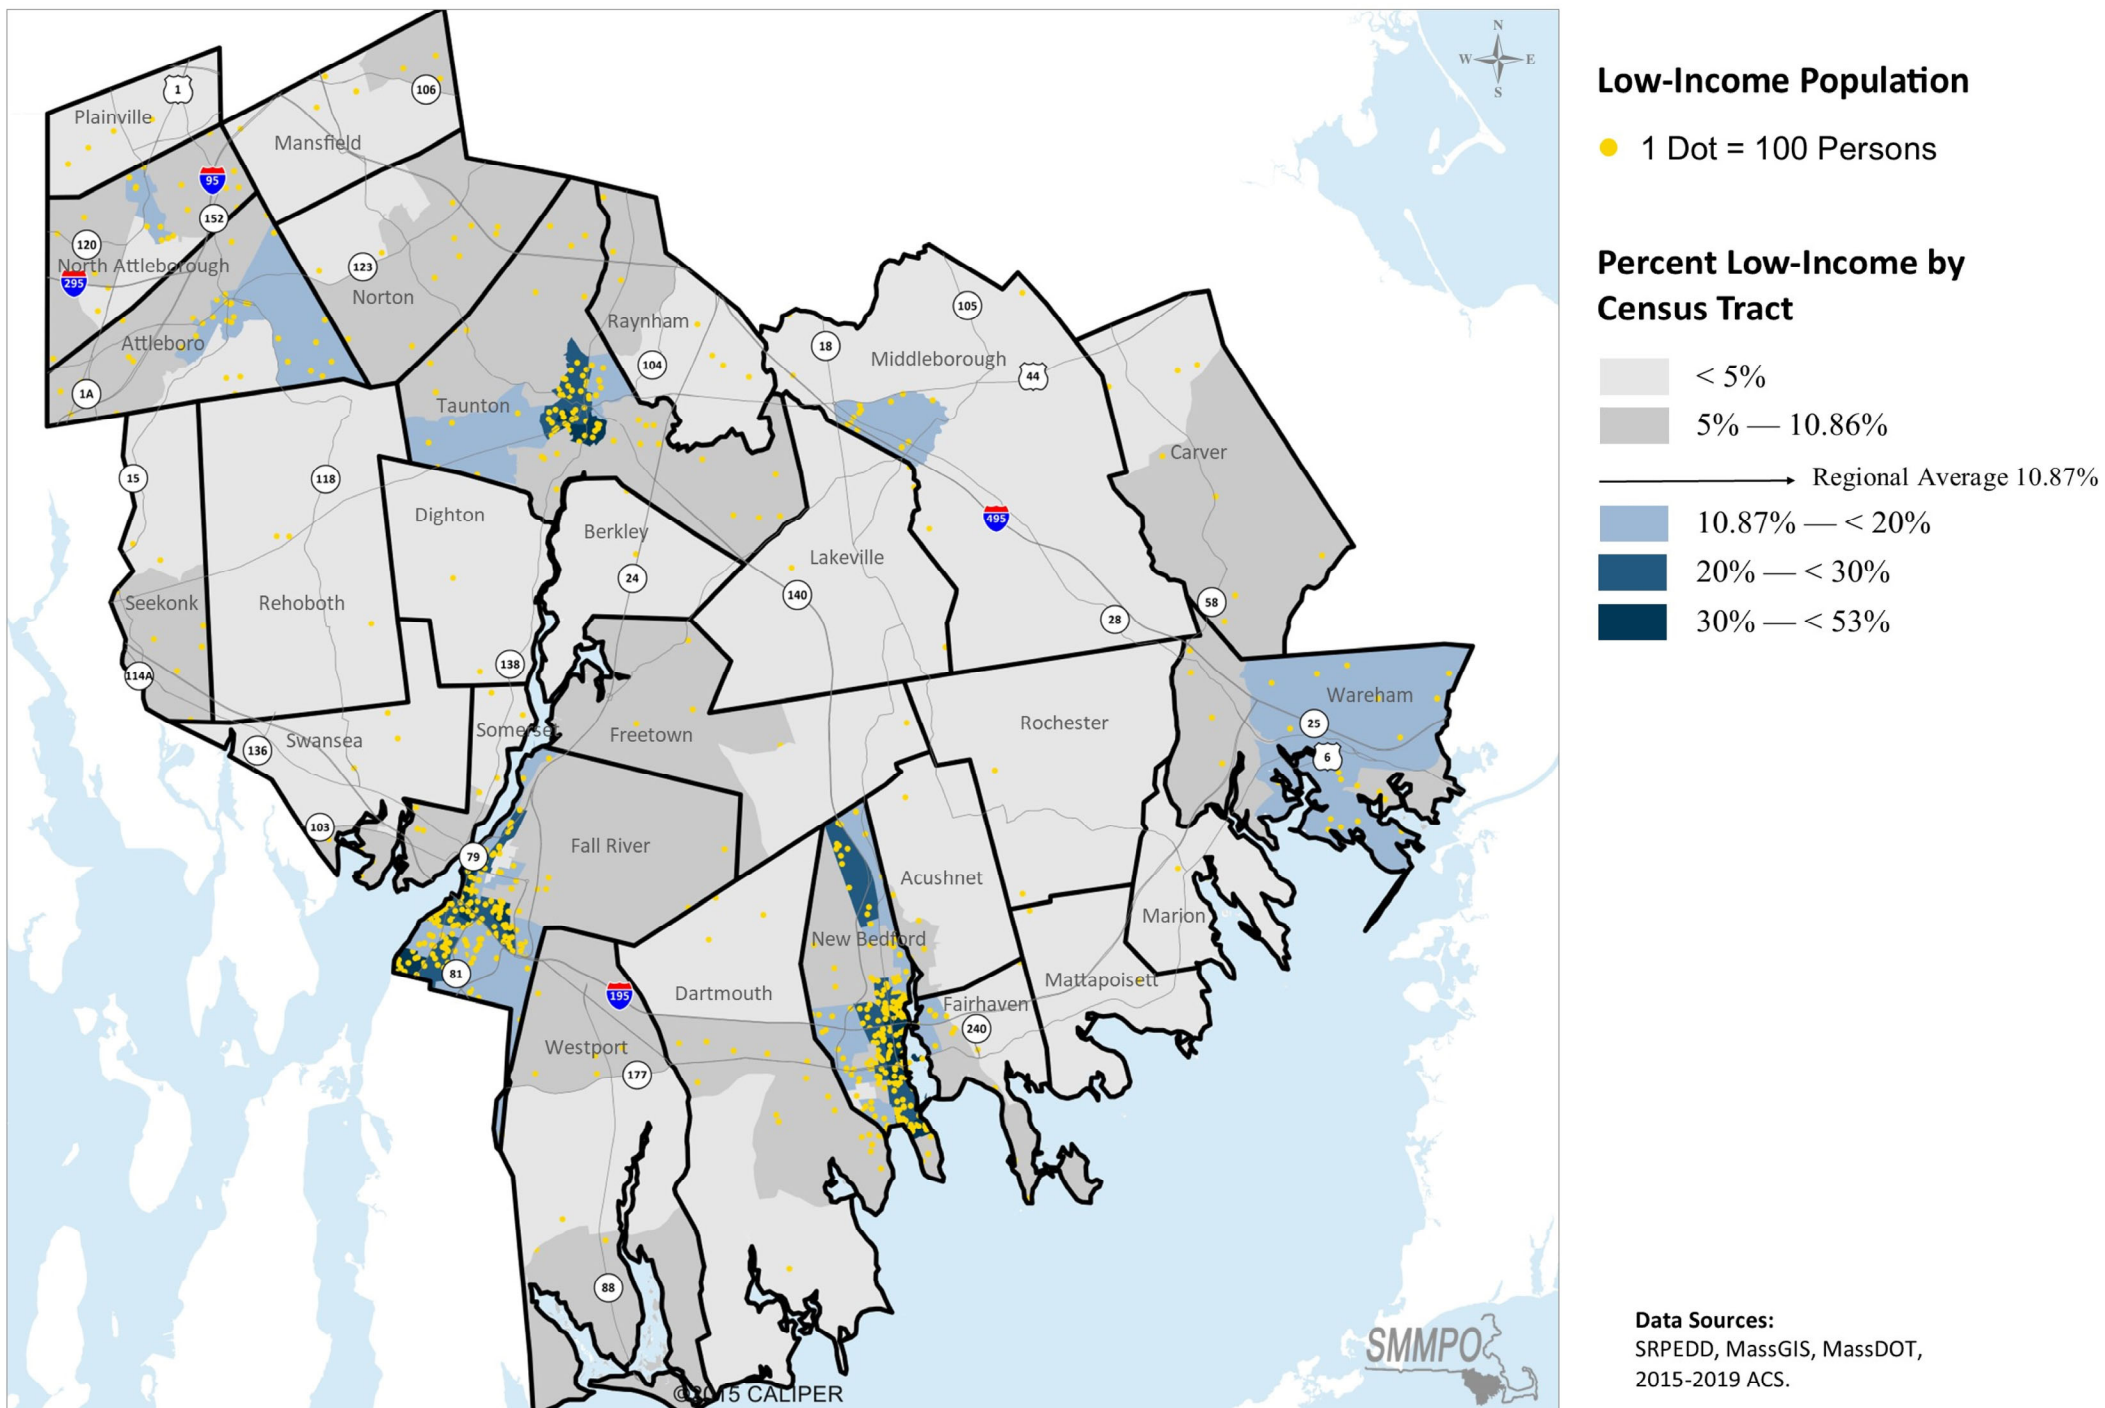 N
W
E
S
1
106
Plainville
Mansfield
95
152
120
North Attleborough
295
123
Norton
Attleboro
1A
Raynham
104
18
105
Middleborough
44
Taunton
Carver
15
118
Dighton
Berkley
24
Lakeville
495
140
58
28
Seekonk
Rehoboth
114A
138
Wareham
25
6
136
Swansea
Somerset
Freetown
Rochester
103
79
Fall River
Acushnet
Marion
New Bedford
81
195
Dartmouth
Mattapoisett
Fairhaven
240
Westport
177
88
©2015 CALIPER
SMMPO
Low-Income Population
1 Dot = 100 Persons
Percent Low-Income by
Census Tract
< 5%
5% — 10.86%
Regional Average 10.87%
10.87% — < 20%
20% — < 30%
30% — < 53%
Data Sources:
SRPEDD, MassGIS, MassDOT,
2015-2019 ACS.